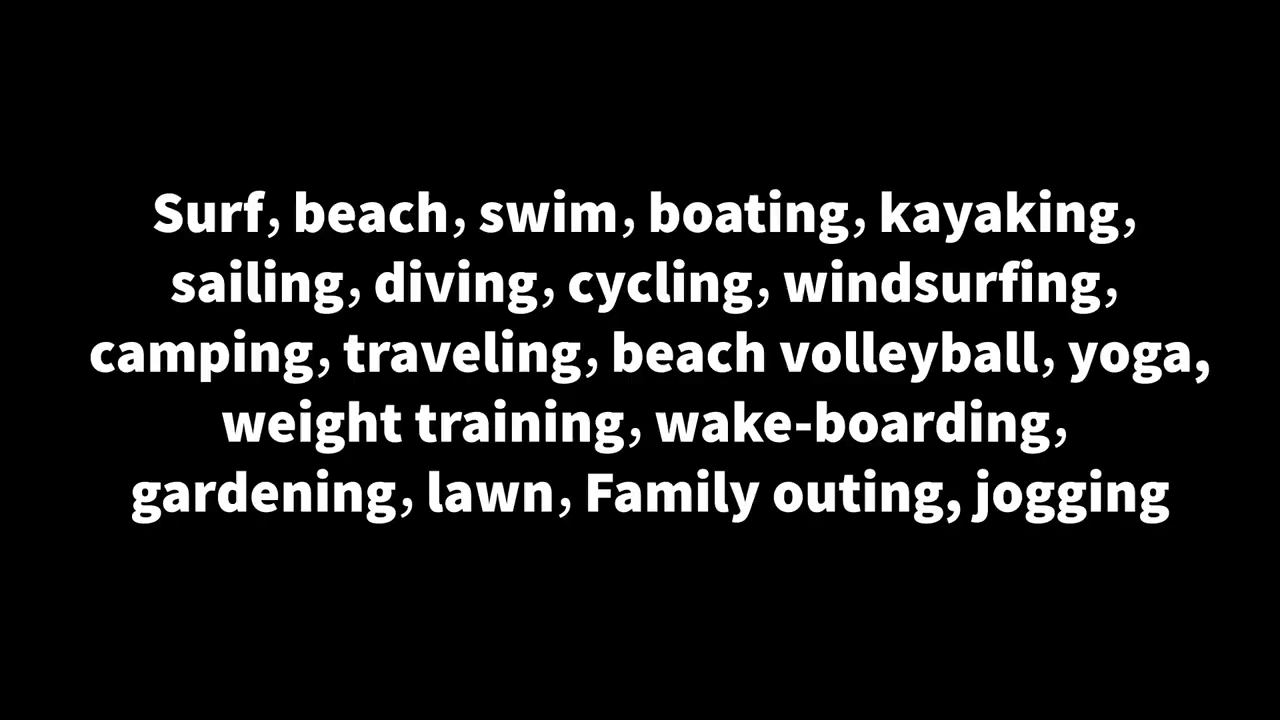 Surf, beach, swim, boating, kayaking,
sailing, diving, cycling, windsurfing,
camping, traveling, beach volleyball, yoga,
weight training, wake-boarding,
gardening, lawn, Family outing, jogging